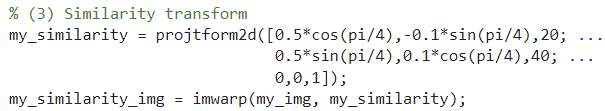 % (3) Similarity transform
my_similarity = projtform2d([0.5*cos(pi/4),-0.1*sin(pi/4),20; ...
0.5*sin(pi/4),0.1*cos(pi/4),40; ...
0,0,1]);
my_similarity_img = imwarp(my_img, my_similarity);